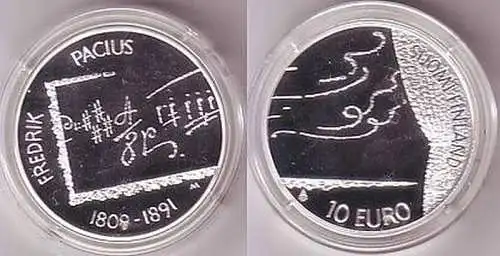 FREDRIK PACIUS
1809-1891
SUOMI FINLAND
10 EURO